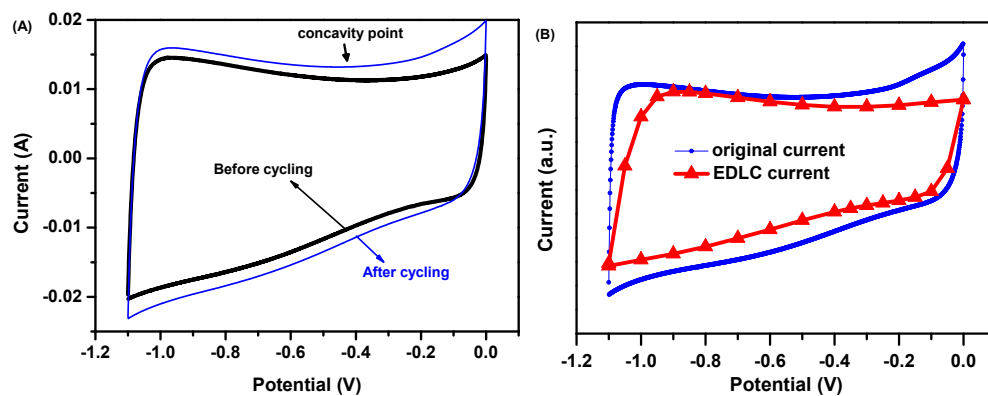 (A)
0.02
0.01
0.00
-0.01
-0.02
Current (A)
concavity point
Before cycling
After cycling
-1.2 -1.0 -0.8 -0.6 -0.4 -0.2 0.0
Potential (V)
(B)
Current (a.u.)
original current
EDLC current
-1.2 -1.0 -0.8 -0.6 -0.4 -0.2 0.0
Potential (V)